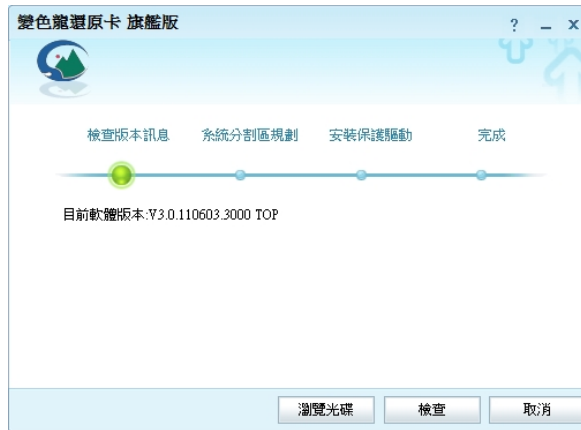 變色龍還原卡 旗艦版
? – x
檢查版本訊息 系統分割區規劃 安裝保護驅動 完成
目前軟體版本:V3.0.110603.3000 TOP
瀏覽光碟 檢查 取消